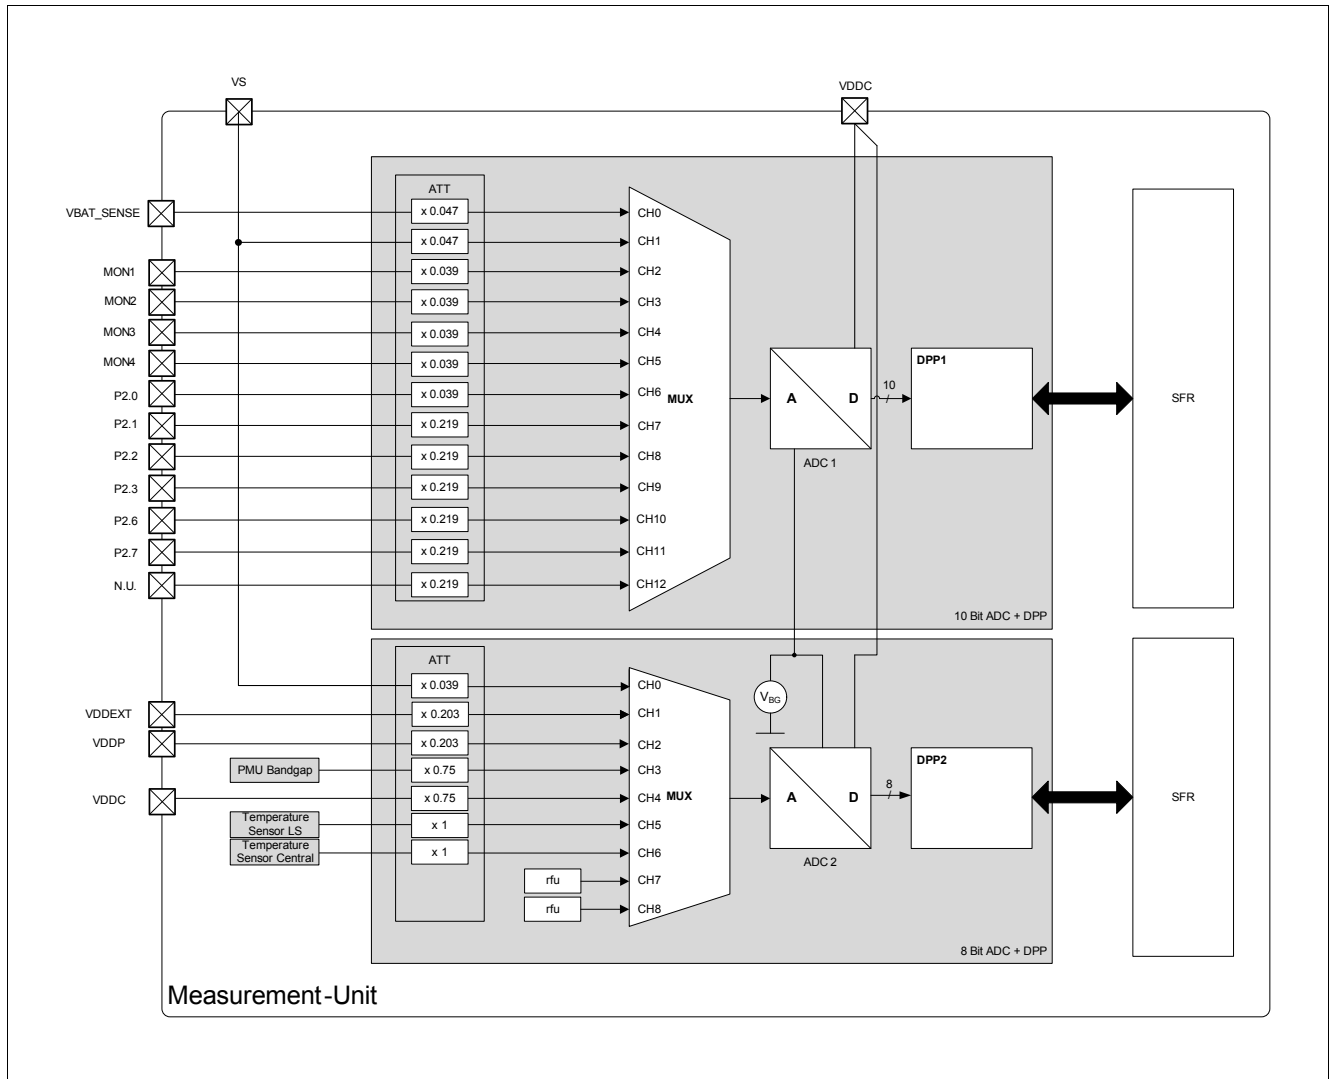 VS
VDDC
ATT
VBAT_SENSE
x 0.047
CH0
x 0.047
CH1
MON1
x 0.039
CH2
MON2
x 0.039
CH3
MON3
x 0.039
CH4
MON4
x 0.039
CH5
P2.0
x 0.039
CH6
MUX
P2.1
x 0.219
CH7
P2.2
x 0.219
CH8
P2.3
x 0.219
CH9
P2.6
x 0.219
CH10
P2.7
x 0.219
CH11
N.U.
x 0.219
CH12
A
D
ADC 1
10
DPP1
SFR
10 Bit ADC + DPP
ATT
x 0.039
CH0
VDDEXT
x 0.203
CH1
VDDP
x 0.203
CH2
PMU Bandgap
x 0.75
CH3
VDDC
x 0.75
CH4
MUX
Temperature
Sensor LS
x 1
CH5
Temperature
Sensor Central
x 1
CH6
rfu
CH7
rfu
CH8
VBG
A
D
ADC 2
8
DPP2
SFR
8 Bit ADC + DPP
Measurement-Unit